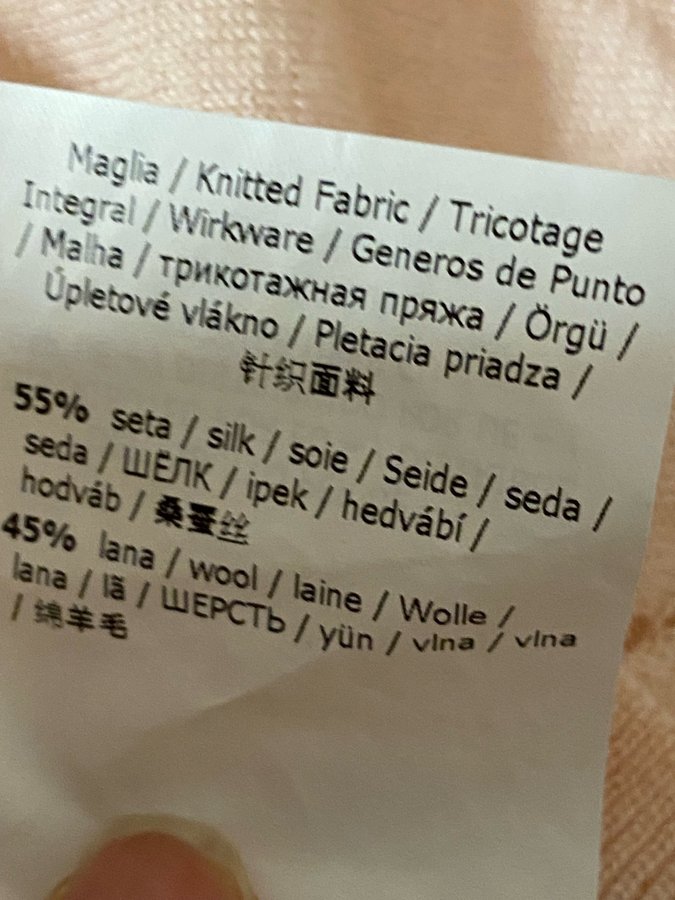 Maglia / Knitted Fabric / Tricotage
Integral / Wirkware / Generos de Punto
/ Malha / трикотажная пряжа / Örgü /
Úpletové vlákno / Pletacia priadza /
针织面料
55% seta / silk / soie / Seide / seda /
seda / ШЁЛК / ipek / hedvábí /
hodváb / 桑蚕丝
45% lana / wool / laine / Wolle /
lana / lã / ШЕРСТЬ / yün / vlna / vlna
/ 绵羊毛